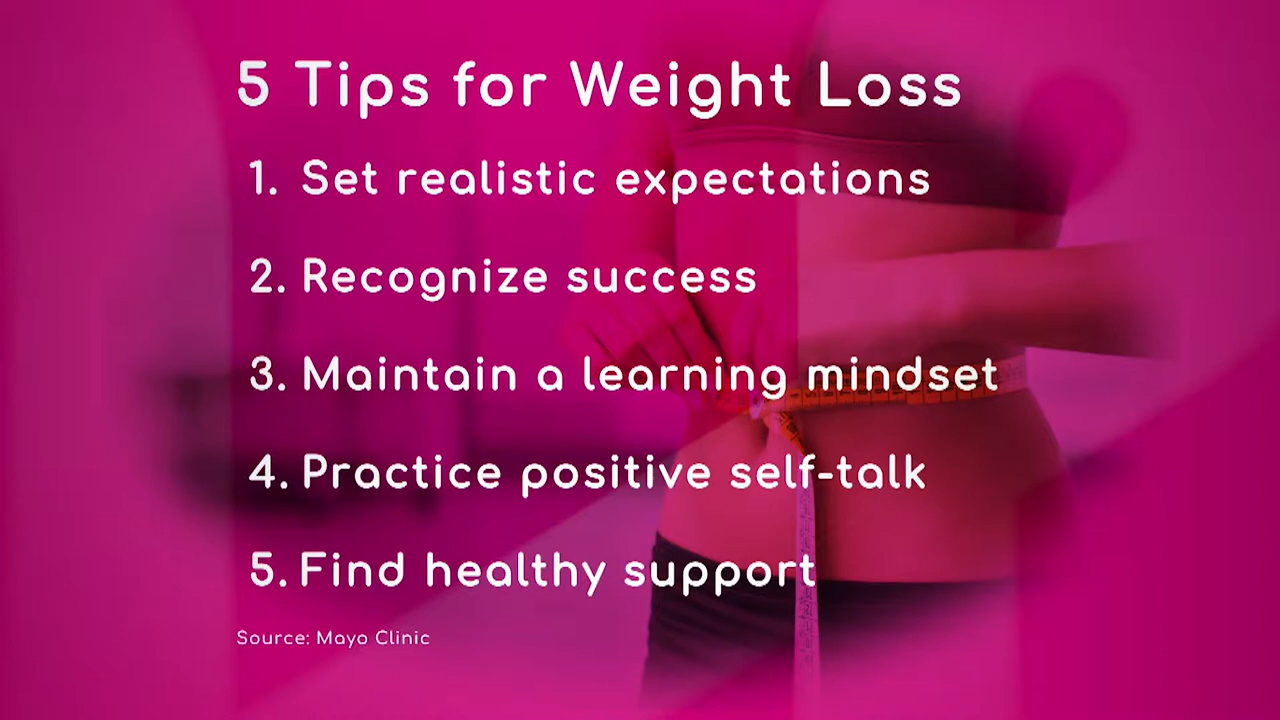 5 Tips for Weight Loss
1. Set realistic expectations
2. Recognize success
3. Maintain a learning mindset
4. Practice positive self-talk
5. Find healthy support
Source: Mayo Clinic